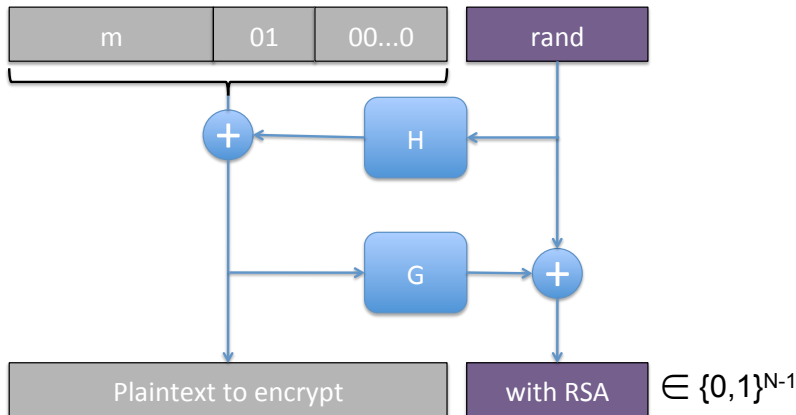 m 01 00...0 rand
+ H
G +
Plaintext to encrypt with RSA ∈ {0,1}ᴺ⁻¹